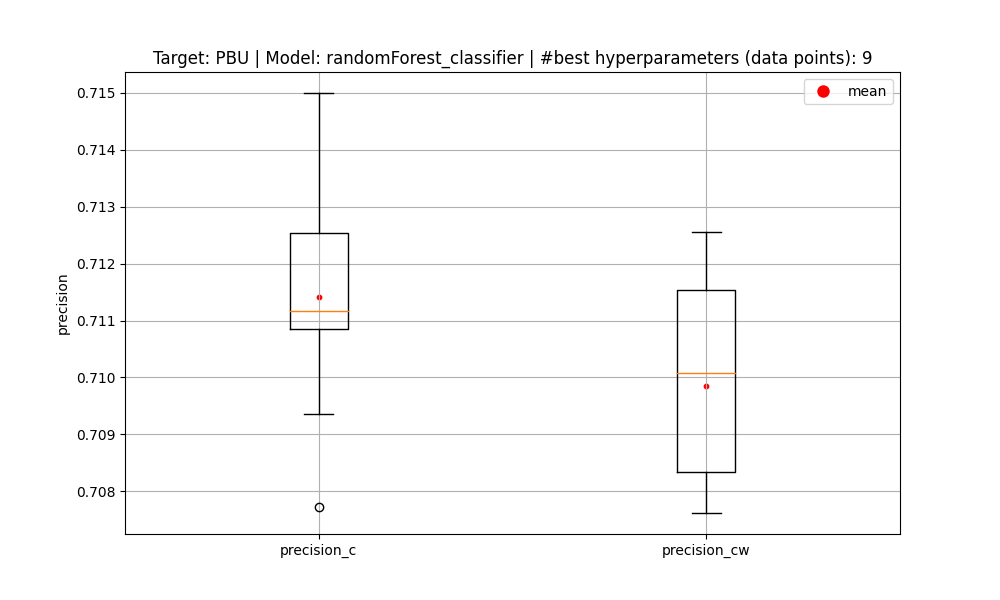 Target: PBU | Model: randomForest_classifier | #best hyperparameters (data points): 9
mean
0.715
0.714
0.713
0.712
0.711
0.710
0.709
0.708
precision
precision_c
precision_cw